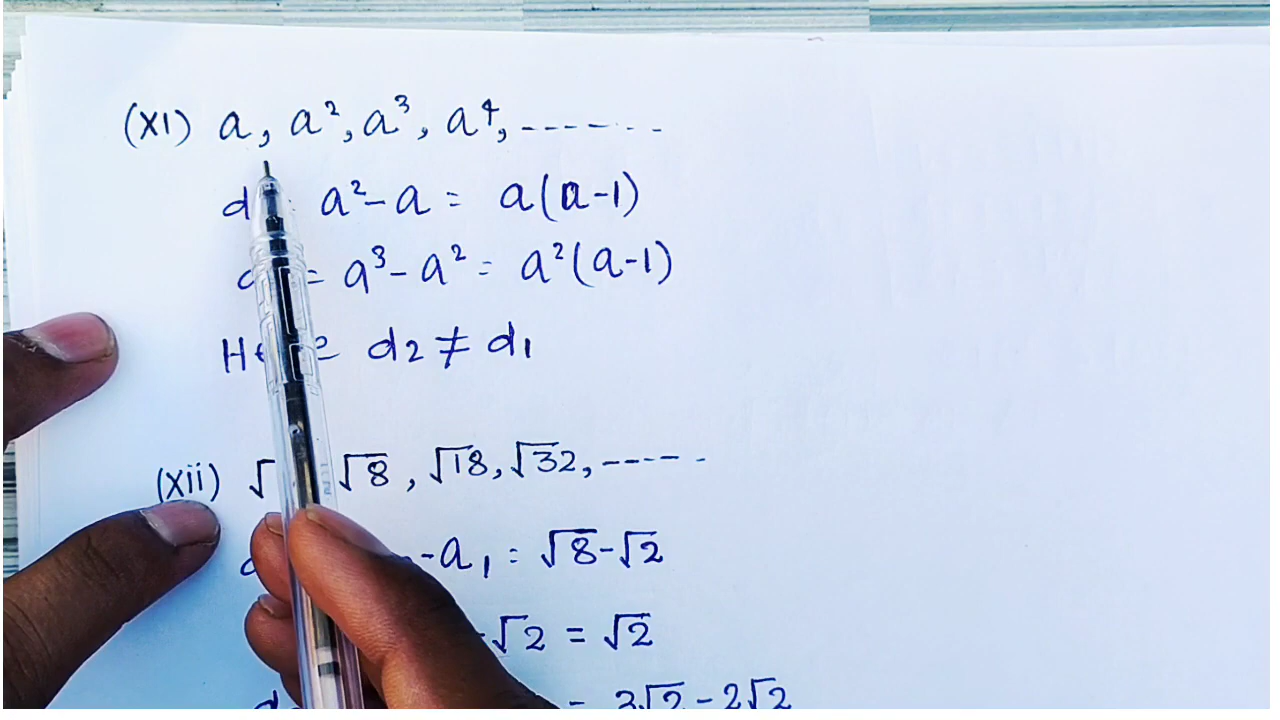 (XI) a, a², a³, a⁴, -------
d : a²-a = a(a-1)
= a³-a² = a²(a-1)
d2 ≠ d1
(xii) √8, √18, √32, -----
-a1 = √8-√2
√2 = √2
= 3√2-2√2